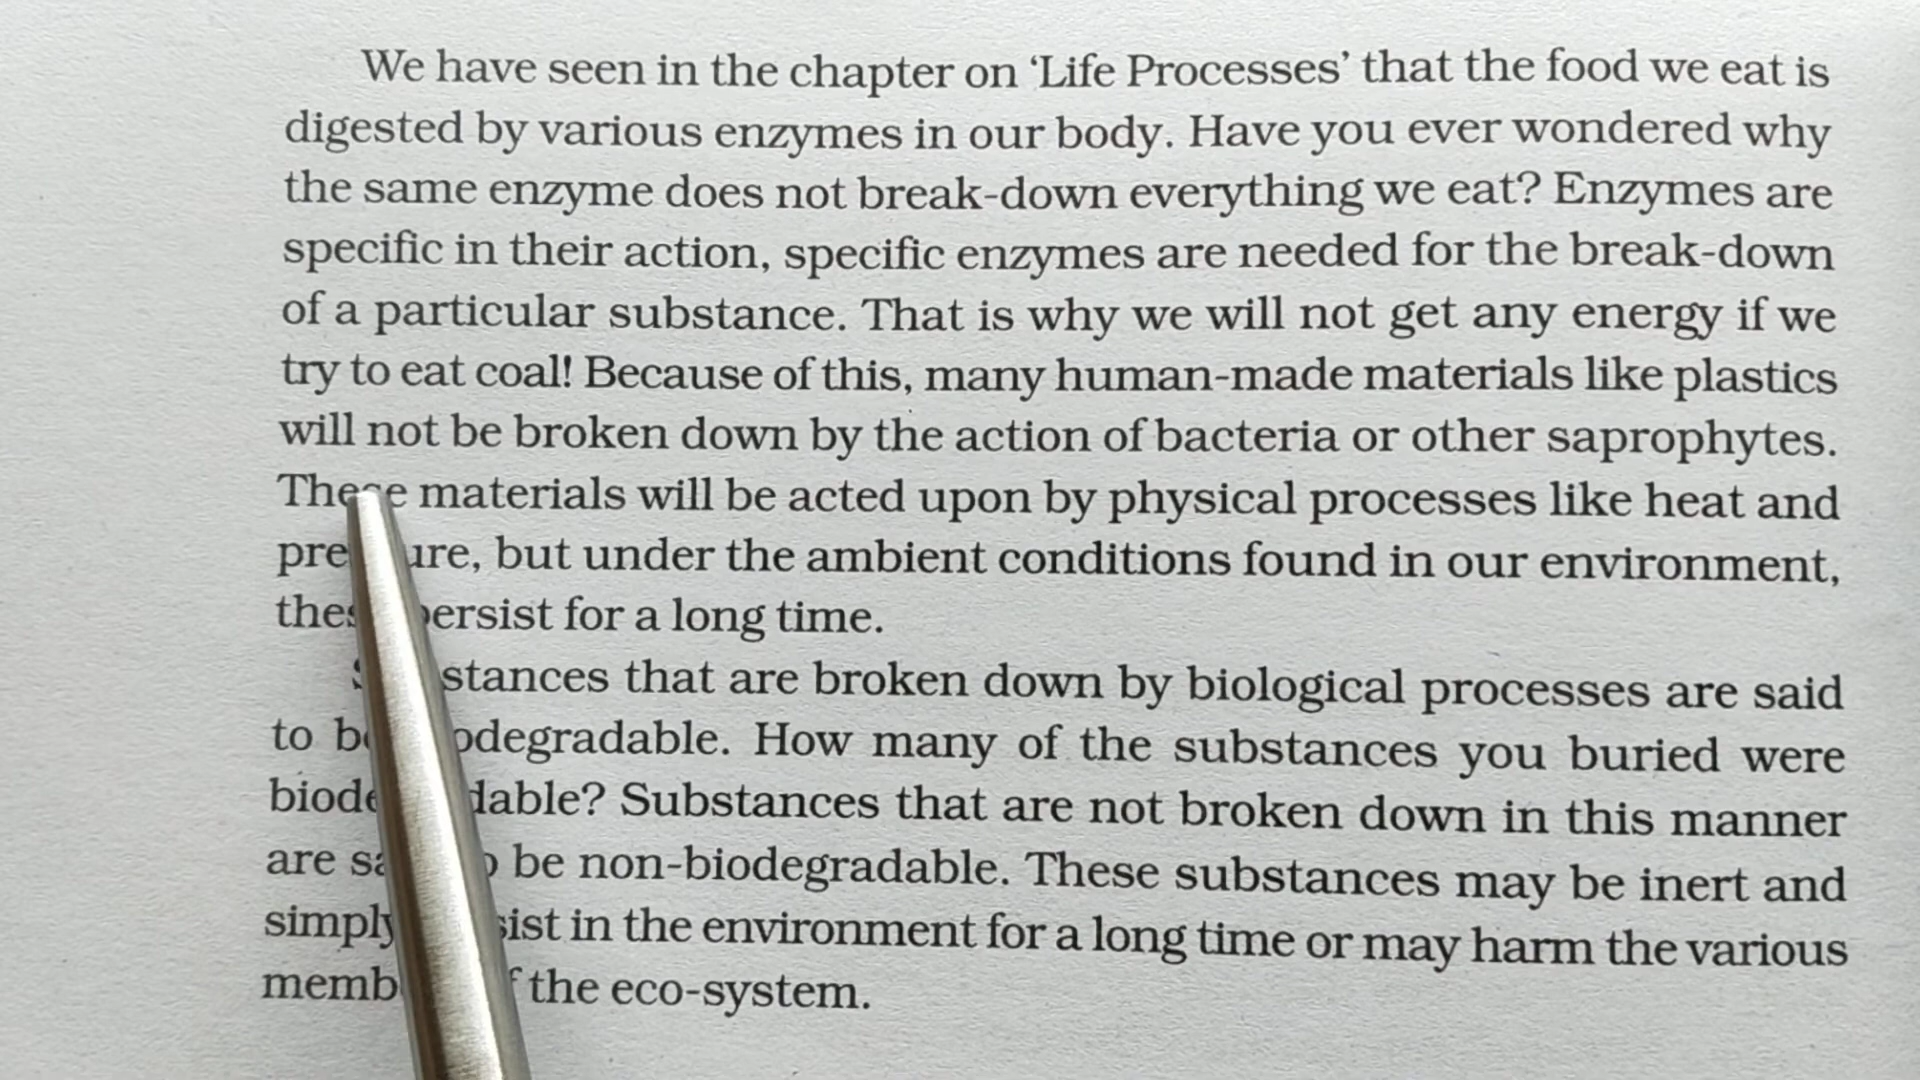 We have seen in the chapter on ‘Life Processes’ that the food we eat is
digested by various enzymes in our body. Have you ever wondered why
the same enzyme does not break-down everything we eat? Enzymes are
specific in their action, specific enzymes are needed for the break-down
of a particular substance. That is why we will not get any energy if we
try to eat coal! Because of this, many human-made materials like plastics
will not be broken down by the action of bacteria or other saprophytes.
These materials will be acted upon by physical processes like heat and
but under the ambient conditions found in our environment,
for a long time.
that are broken down by biological processes are said
to How many of the substances you buried were
Substances that are not broken down in this manner
are be non-biodegradable. These substances may be inert and
simply in the environment for a long time or may harm the various
the eco-system.